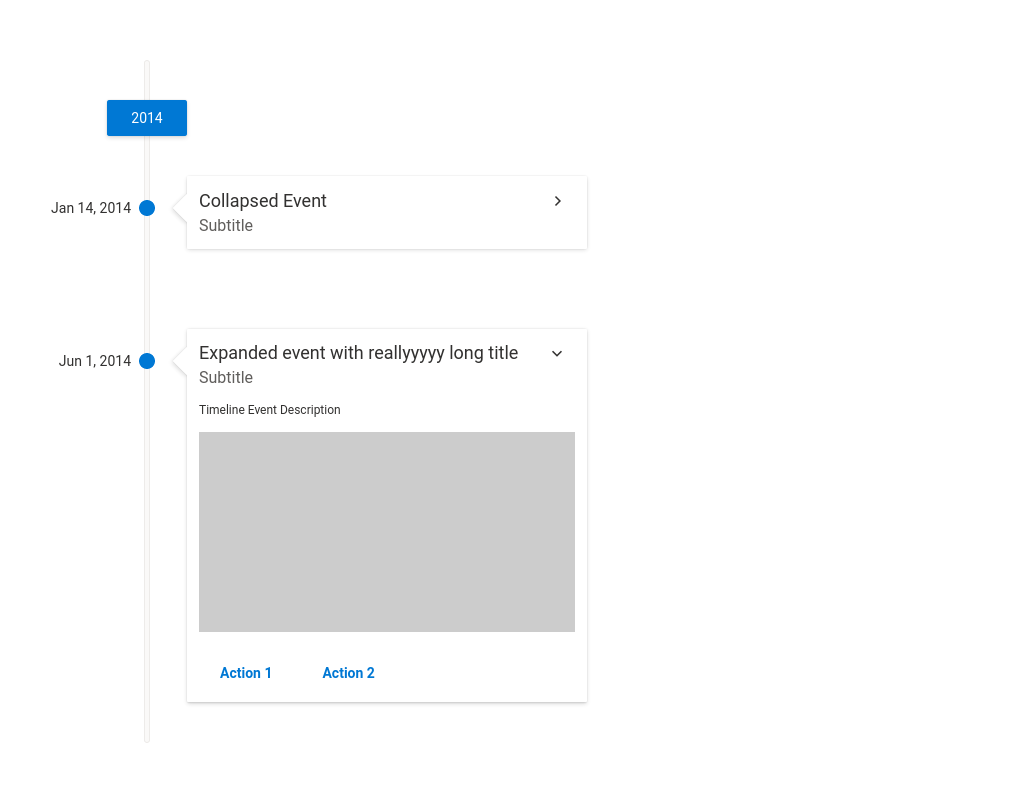 2014
Jan 14, 2014
Collapsed Event
Subtitle
Jun 1, 2014
Expanded event with reallyyyyy long title
Subtitle
Timeline Event Description
Action 1 Action 2